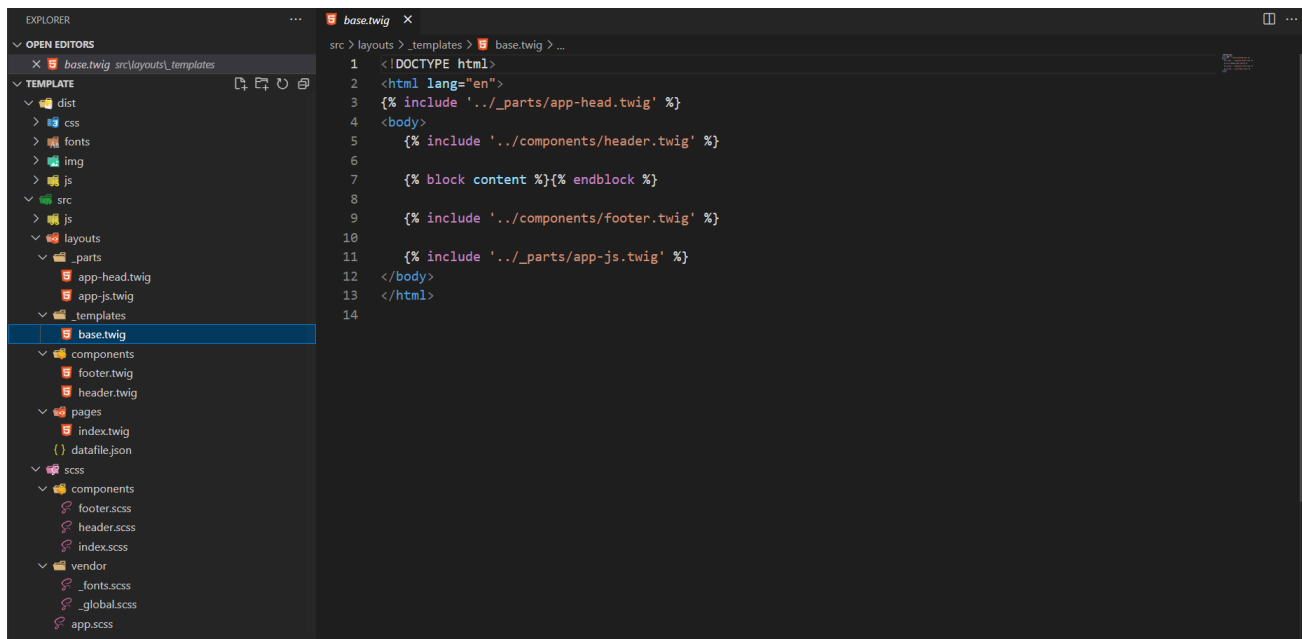 EXPLORER
OPEN EDITORS
base.twig src\layouts\_templates
TEMPLATE
dist
css
fonts
img
js
src
js
layouts
_parts
app-head.twig
app-js.twig
_templates
base.twig
components
footer.twig
header.twig
pages
index.twig
{ } datafile.json
scss
components
footer.scss
header.scss
index.scss
vendor
_fonts.scss
_global.scss
app.scss
base.twig
src > layouts > _templates > base.twig > ...
1 <!DOCTYPE html>
2 <html lang="en">
3 {% include '../_parts/app-head.twig' %}
4 <body>
5 {% include '../components/header.twig' %}
6
7 {% block content %}{% endblock %}
8
9 {% include '../components/footer.twig' %}
10
11 {% include '../_parts/app-js.twig' %}
12 </body>
13 </html>
14